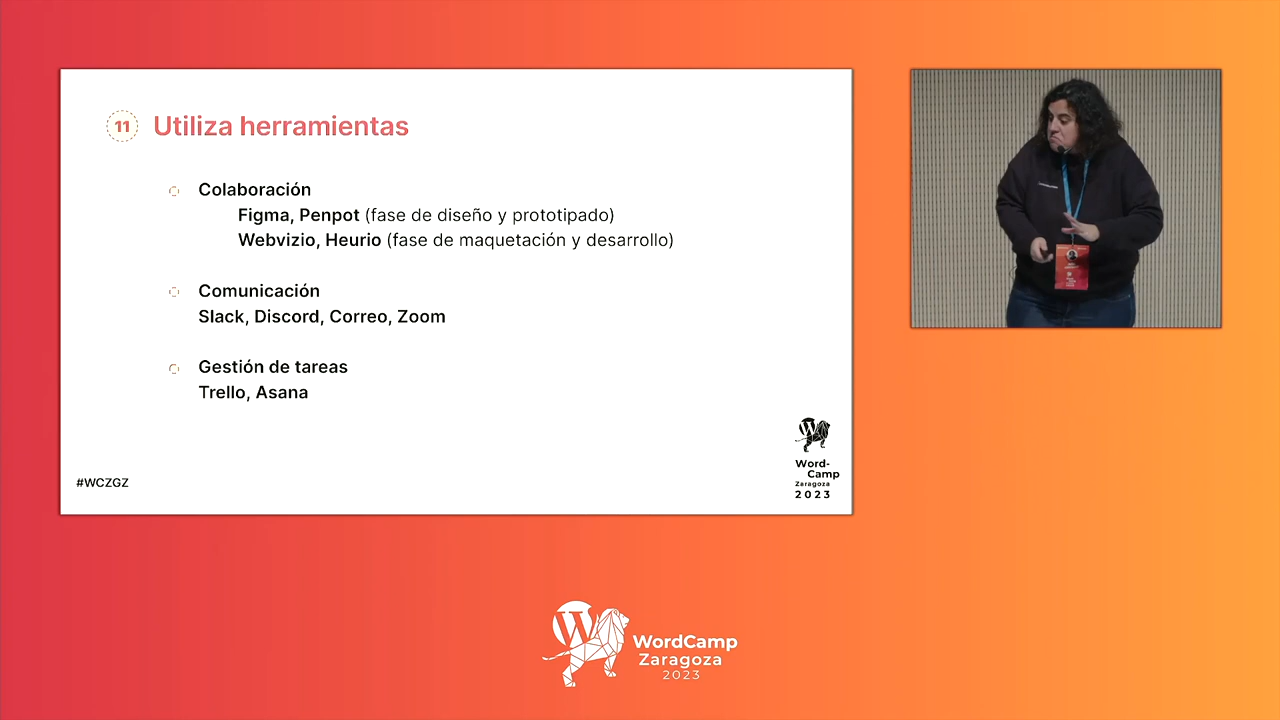 11 Utiliza herramientas
Colaboración
Figma, Penpot (fase de diseño y prototipado)
Webvizio, Heurio (fase de maquetación y desarrollo)
Comunicación
Slack, Discord, Correo, Zoom
Gestión de tareas
Trello, Asana
#WCZGZ
Word-
Camp
Zaragoza
2023
WordCamp
Zaragoza
2023